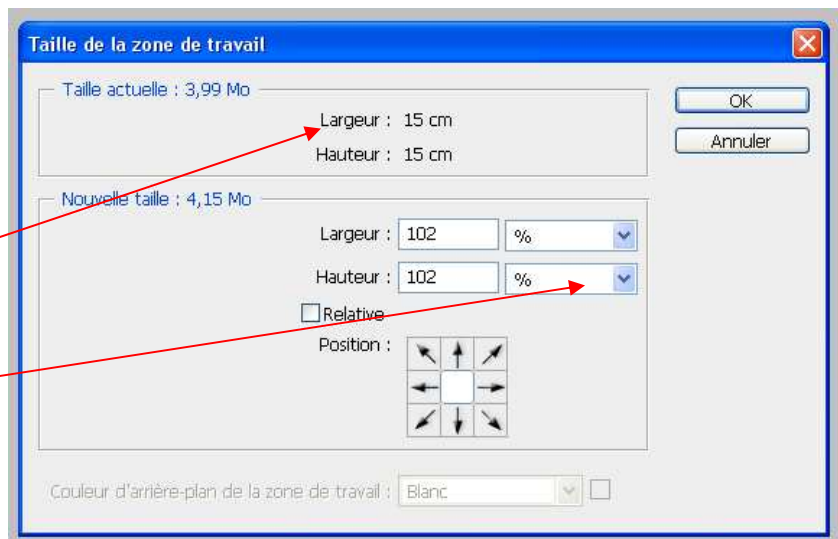 Taille de la zone de travail
Taille actuelle : 3,99 Mo
OK
Largeur : 15 cm
Annuler
Hauteur : 15 cm
Nouvelle taille : 4,15 Mo
Largeur : 102 %
Hauteur : 102 %
Relative
Position :
Couleur d'arrière-plan de la zone de travail : Blanc